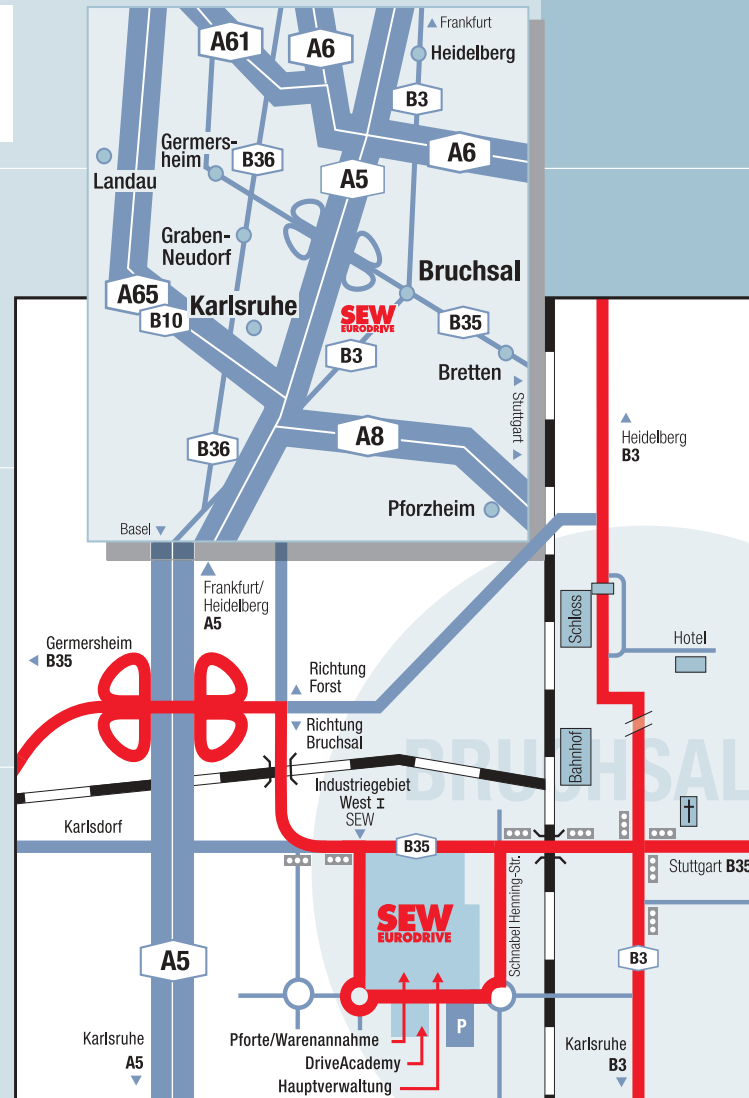 Frankfurt
A61
A6
Heidelberg
B3
Germers-
heim
B36
A6
Landau
A5
Graben-
Neudorf
Bruchsal
A65
B10
Karlsruhe
SEW
EURODRIVE
B35
B3
Bretten
Stuttgart
B36
A8
Pforzheim
Basel
Heidelberg
B3
Frankfurt/
Heidelberg
A5
Schloss
Hotel
Germersheim
B35
Richtung
Forst
Richtung
Bruchsal
BRUCHSAL
Bahnhof
Industriegebiet
West I
SEW
Karlsdorf
B35
Stuttgart B35
Schnabel Henning-Str.
SEW
EURODRIVE
A5
B3
P
Pforte/Warenannahme
DriveAcademy
Hauptverwaltung
Karlsruhe
A5
Karlsruhe
B3